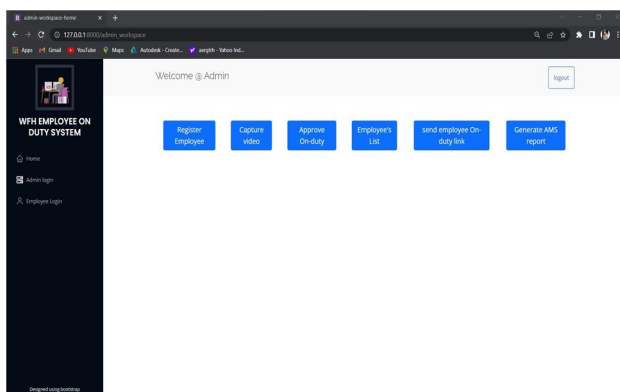 admin-workspace-home
127.0.0.1:8000/admin_workspace
Apps Gmail YouTube Maps Autodesk - Create... aergtrh - Yahoo Ind...
WFH EMPLOYEE ON
DUTY SYSTEM
Home
Admin login
Employee Login
Designed using bootstrap
Welcome @ Admin
logout
Register
Employee
Capture
video
Approve
On-duty
Employee's
List
send employee On-
duty link
Generate AMS
report